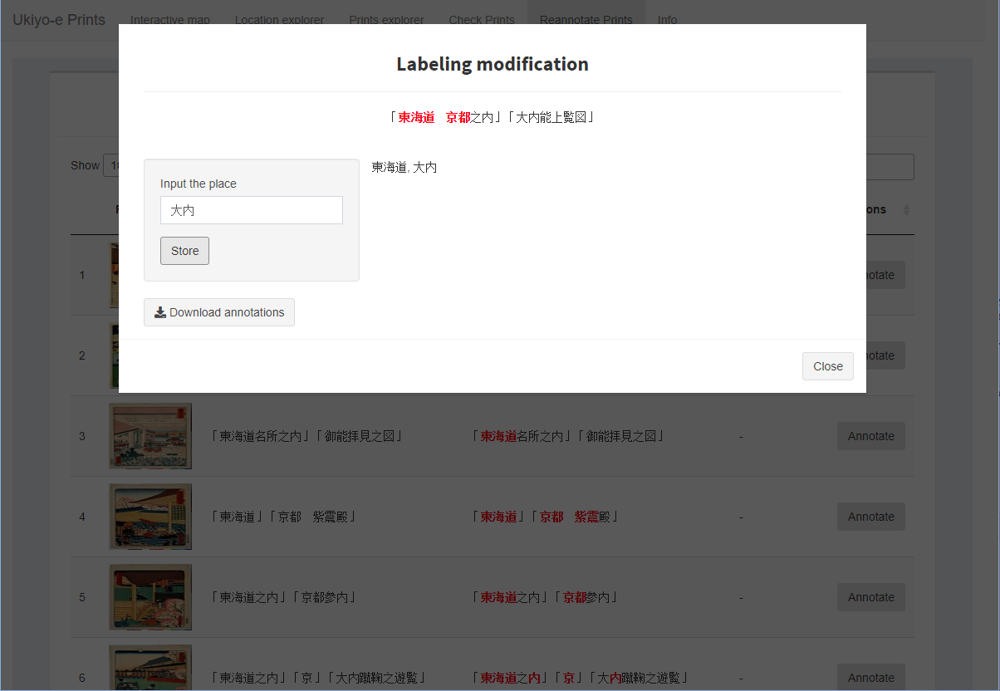 Ukiyo-e Prints Interactive map Location explorer Prints explorer Check Prints Reannotate Prints Info
Labeling modification
「東海道　京都之内」「大内能上覧図」
Show
東海道, 大内
Input the place
大内
ons
Store
1 notate
Download annotations
2 notate
Close
3 「東海道名所之内」「御能拝見之図」 「東海道名所之内」「御能拝見之図」 - Annotate
4 「東海道」「京都　紫震殿」 「東海道」「京都　紫震殿」 - Annotate
5 「東海道之内」「京都参内」 「東海道之内」「京都参内」 - Annotate
6 「東海道之内」「京」「大内蹴鞠之遊覧」 「東海道之内」「京」「大内蹴鞠之遊覧」 - Annotate